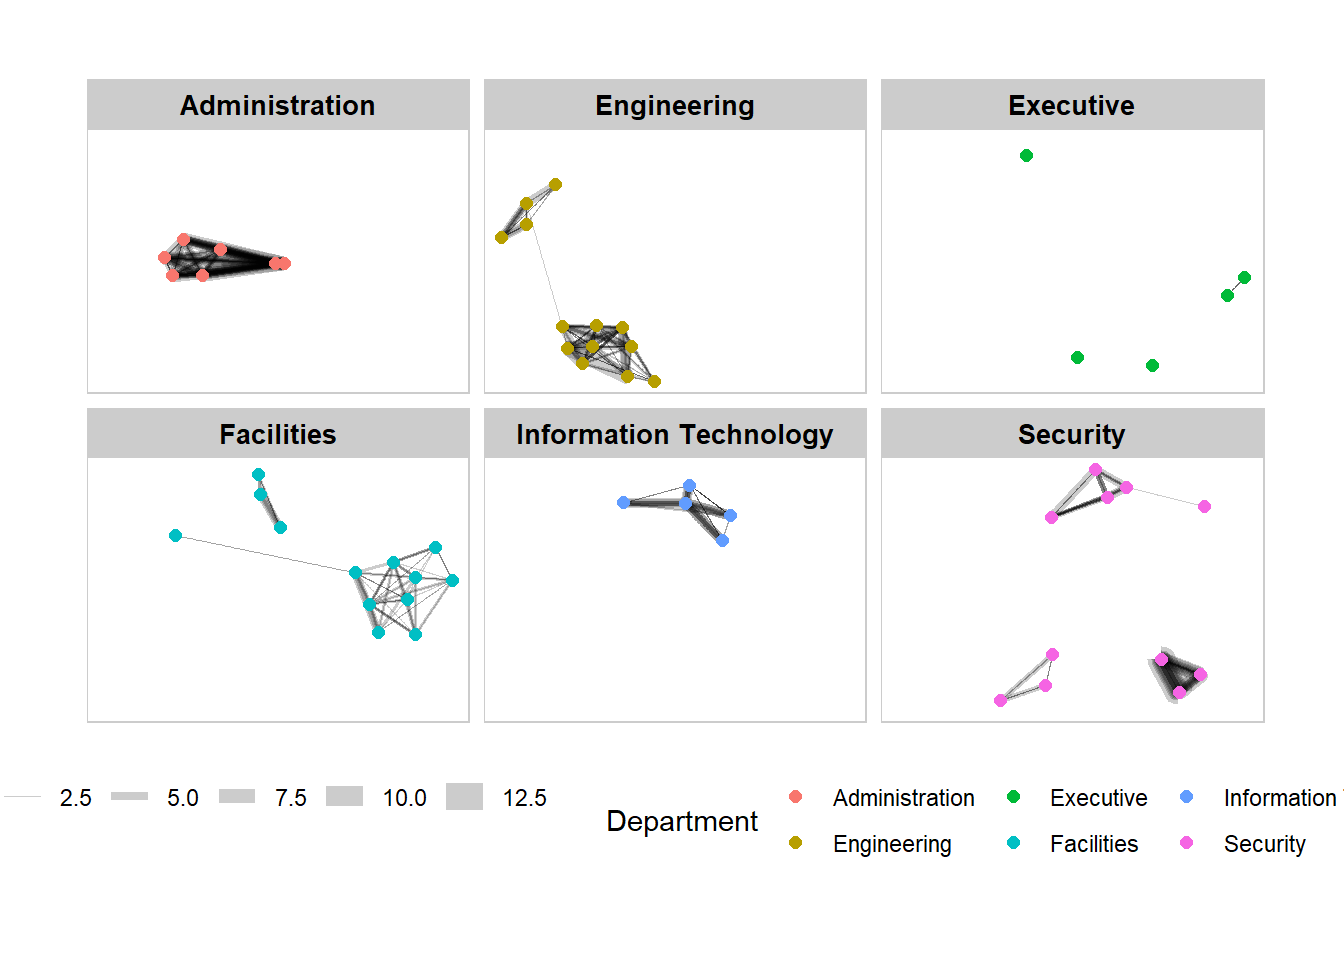 Administration
Engineering
Executive
Facilities
Information Technology
Security
2.5
5.0
7.5
10.0
12.5
Department
Administration
Executive
Information
Engineering
Facilities
Security